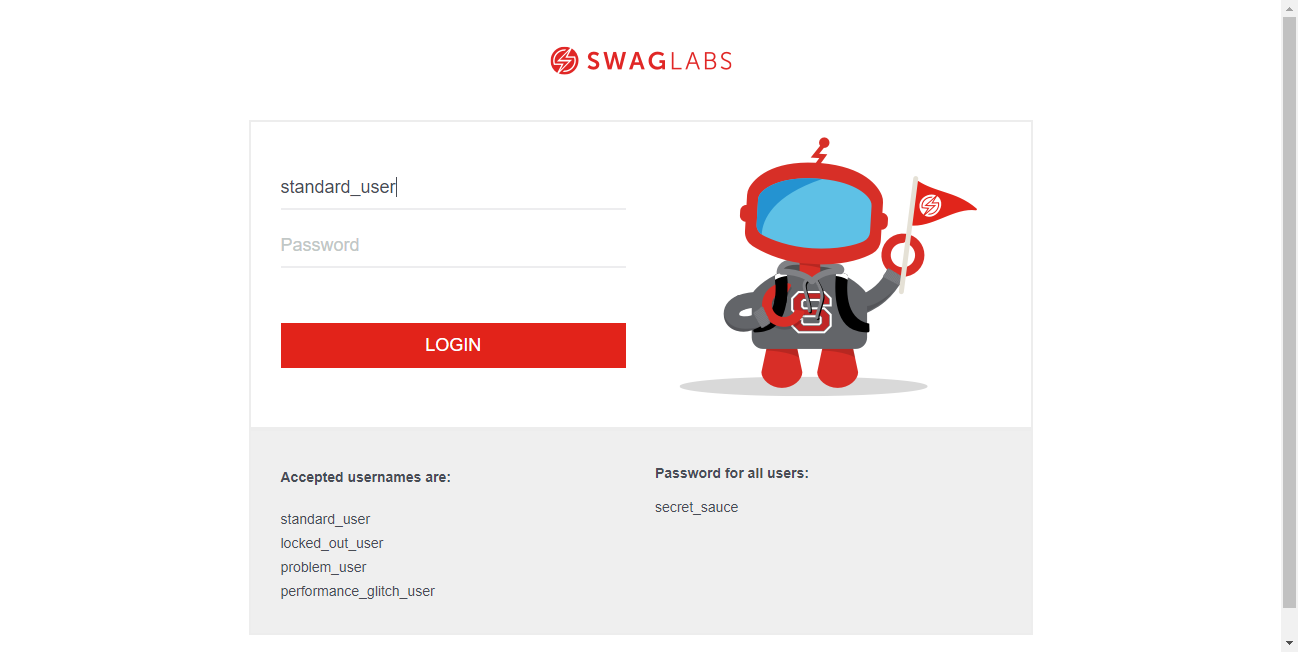 SWAGLABS
standard_user
Password
LOGIN
Accepted usernames are:
standard_user
locked_out_user
problem_user
performance_glitch_user
Password for all users:
secret_sauce
S